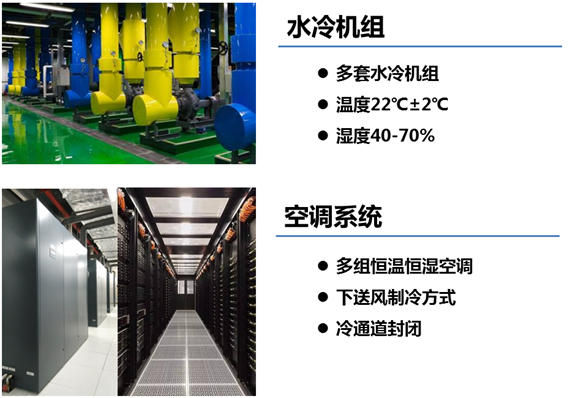 水冷机组
● 多套水冷机组
● 温度22℃±2℃
● 湿度40-70%
空调系统
● 多组恒温恒湿空调
● 下送风制冷方式
● 冷通道封闭